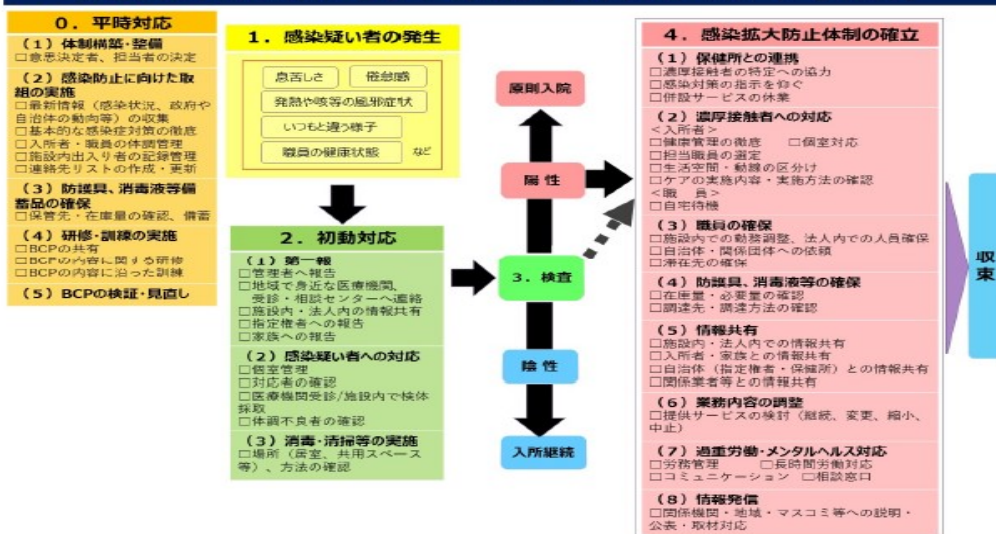 0．平時対応
（1）体制構築・整備
□意思決定者、担当者の決定
（2）感染防止に向けた取
組の実施
□最新情報（感染状況、政府や
自治体の動向等）の収集
□基本的な感染症対策の徹底
□入所者・職員の体調管理
□施設内出入り者の記録管理
□連絡先リストの作成・更新
（3）防護具、消毒液等備
蓄品の確保
□保管先・在庫量の確認、備蓄
（4）研修・訓練の実施
□BCPの共有
□BCPの内容に関する研修
□BCPの内容に沿った訓練
（5）BCPの検証・見直し
1．感染疑い者の発生
息苦しさ
倦怠感
発熱や咳等の風邪症状
いつもと違う様子
職員の健康状態
など
2．初動対応
（1）第一報
□管理者へ報告
□地域で身近な医療機関、
受診・相談センターへ連絡
□施設内・法人内の情報共有
□指定権者への報告
□家族への報告
（2）感染疑い者への対応
□個室管理
□対応者の確認
□医療機関受診/施設内で検体
採取
□体調不良者の確認
（3）消毒・清掃等の実施
□場所（居室、共用スペース
等）、方法の確認
原則入院
陽性
3．検査
陰性
入所継続
4．感染拡大防止体制の確立
（1）保健所との連携
□濃厚接触者の特定への協力
□感染対策の指示を仰ぐ
□併設サービスの休業
（2）濃厚接触者への対応
＜入所者＞
□健康管理の徹底　□個室対応
□担当職員の選定
□生活空間・動線の区分け
□ケアの実施内容・実施方法の確認
＜職　員＞
□自宅待機
（3）職員の確保
□施設内での勤務調整、法人内での人員確保
□自治体・関係団体への依頼
□滞在先の確保
（4）防護具、消毒液等の確保
□在庫量・必要量の確認
□調達先・調達方法の確認
（5）情報共有
□施設内・法人内での情報共有
□入所者・家族との情報共有
□自治体（指定権者・保健所）との情報共有
□関係業者等との情報共有
（6）業務内容の調整
□提供サービスの検討（継続、変更、縮小、
中止）
（7）過重労働・メンタルヘルス対応
□労務管理　□長時間労働対応
□コミュニケーション　□相談窓口
（8）情報発信
□関係機関・地域・マスコミ等への説明・
公表・取材対応
収束